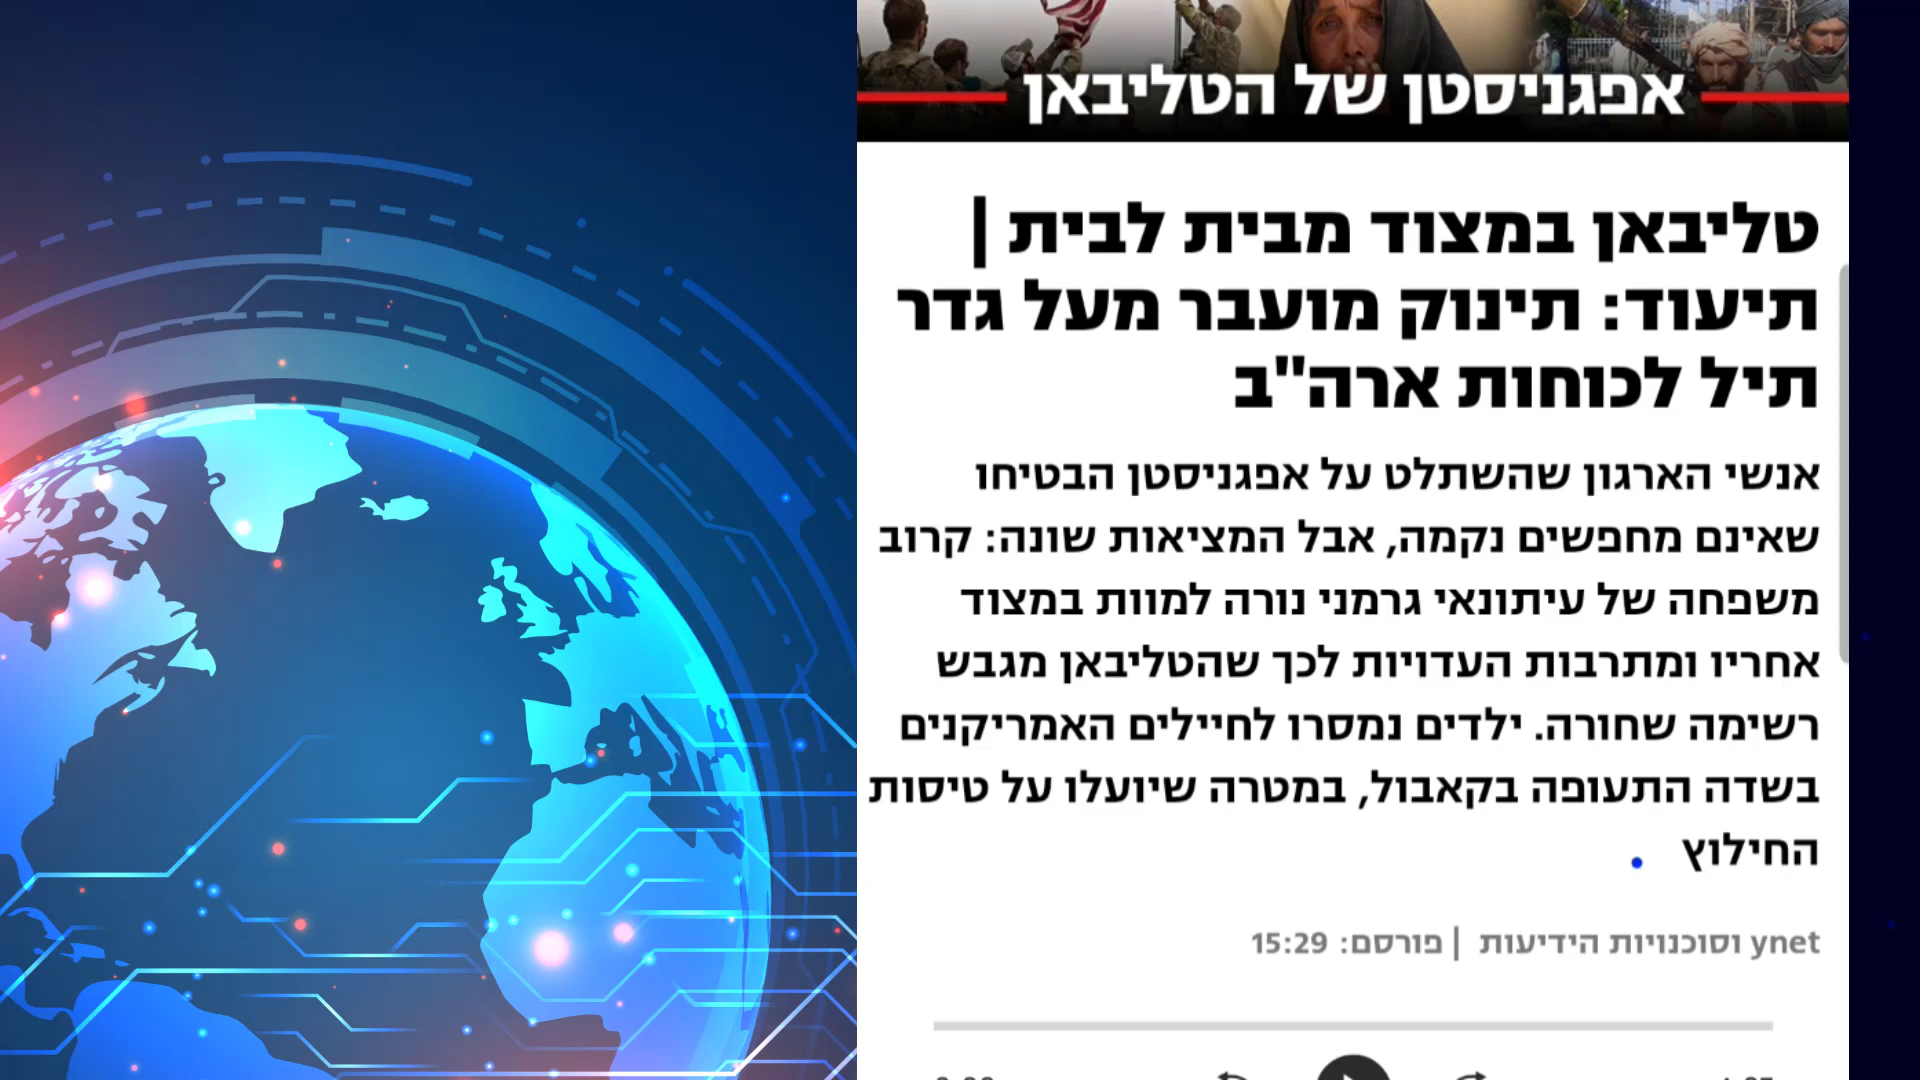 אפגניסטן של הטליבאן
טליבאן במצוד מבית לבית |
תיעוד: תינוק מועבר מעל גדר
תיל לכוחות ארה"ב
אנשי הארגון שהשתלט על אפגניסטן הבטיחו
שאינם מחפשים נקמה, אבל המציאות שונה: קרוב
משפחה של עיתונאי גרמני נורה למוות במצוד
אחריו ומתרבות העדויות לכך שהטליבאן מגבש
רשימה שחורה. ילדים נמסרו לחיילים האמריקנים
בשדה התעופה בקאבול, במטרה שיועלו על טיסות
החילוץ
ynet וסוכנויות הידיעות | פורסם: 15:29